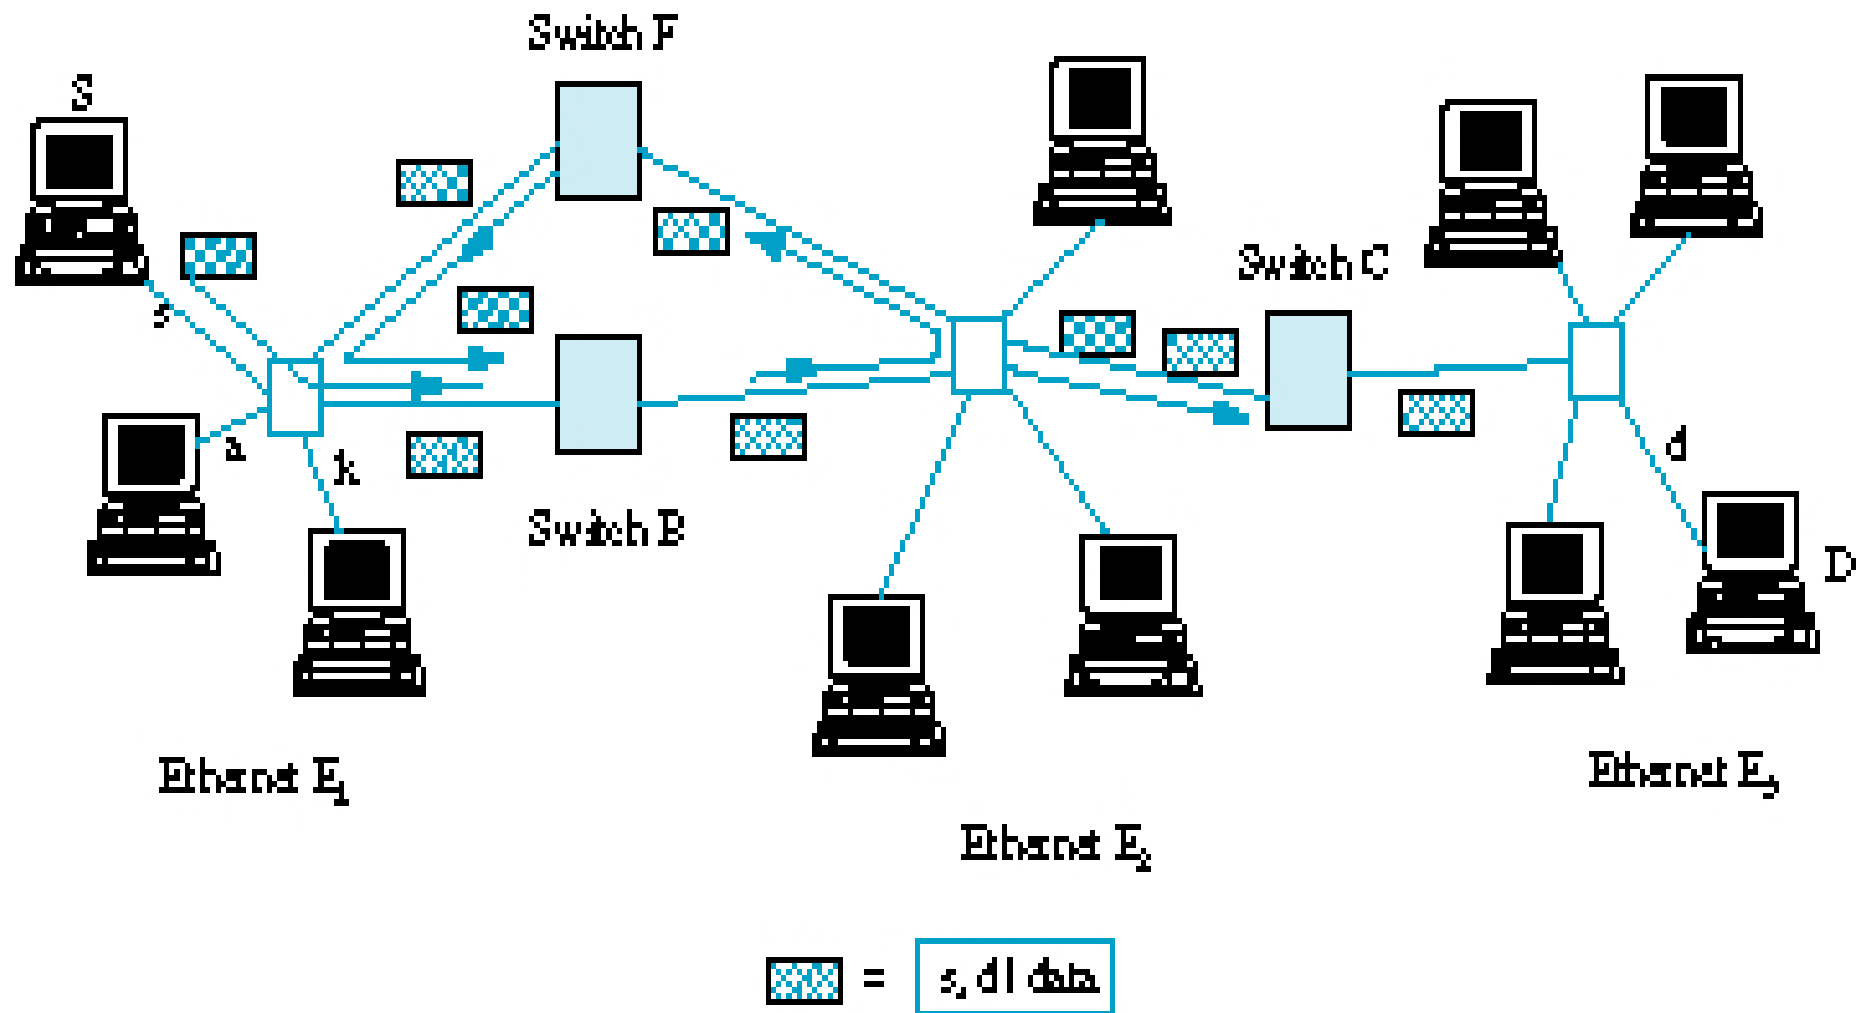 Switch F
S
Switch C
s
a
k
d
Switch B
D
Ethernet E1
Ethernet E3
Ethernet E2
= s, d | data